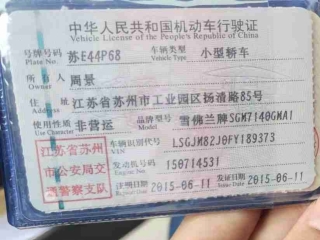 中华人民共和国机动车行驶证
Vehicle License of the People's Republic of China
号牌号码 苏E44P68 车辆类型 小型轿车
Plate No. Vehicle Type
所有人 周景
Owner
住址 江苏省苏州市工业园区扬清路85号
Address
使用性质 非营运 品牌型号 雪佛兰牌SGM7140GMA1
Use Character Model
江苏省苏州
市公安局交
通警察支队
车辆识别代号 LSGJM82J0FY189373
VIN
发动机号码 150714531
Engine No.
注册日期 2015-06-11 发证日期 2015-06-11
Register Date Issue Date